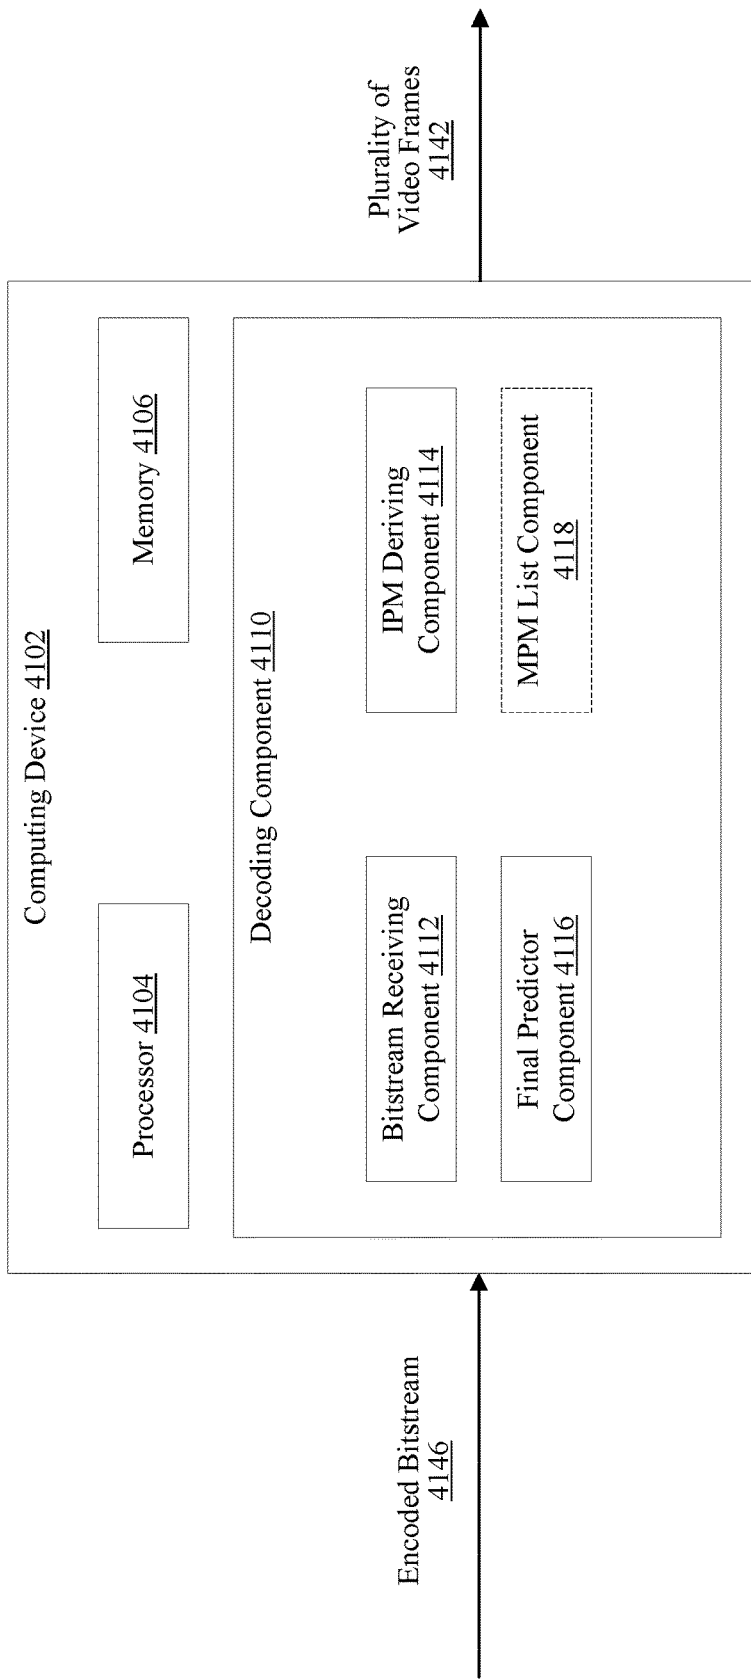 Computing Device 4102
Processor 4104
Memory 4106
Decoding Component 4110
Bitstream Receiving
Component 4112
IPM Deriving
Component 4114
Final Predictor
Component 4116
MPM List Component
4118
Encoded Bitstream
4146
Plurality of
Video Frames
4142